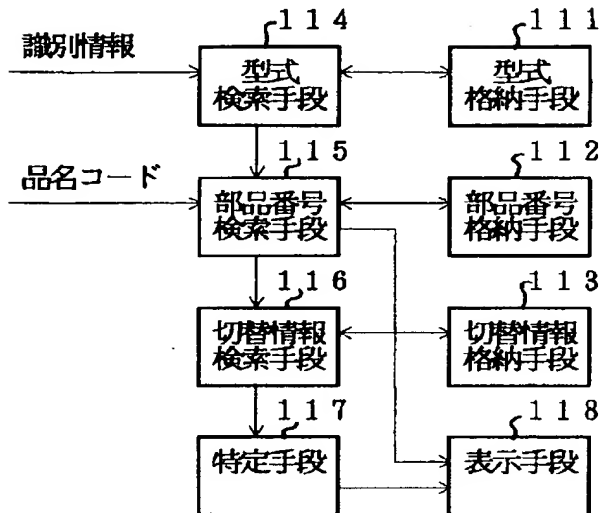 114
111
識別情報
型式
検索手段
型式
格納手段
115
112
品名コード
部品番号
検索手段
部品番号
格納手段
116
113
切替情報
検索手段
切替情報
格納手段
117
118
特定手段
表示手段